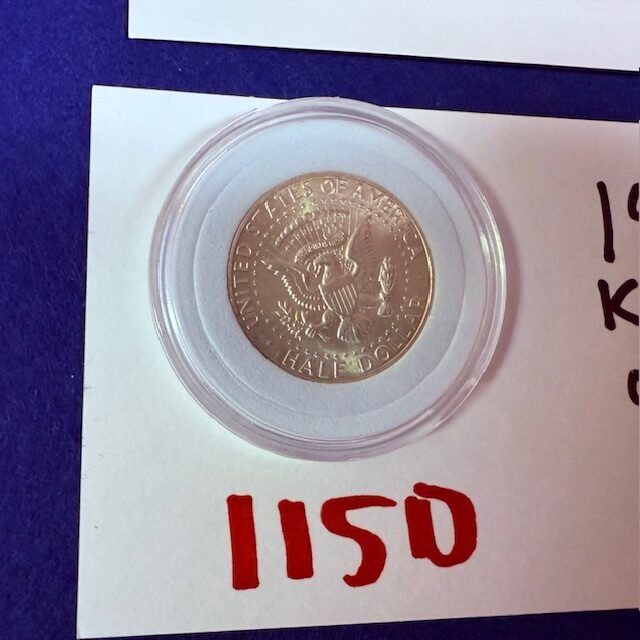 UNITED STATES OF AMERICA
HALF DOLLAR
1150